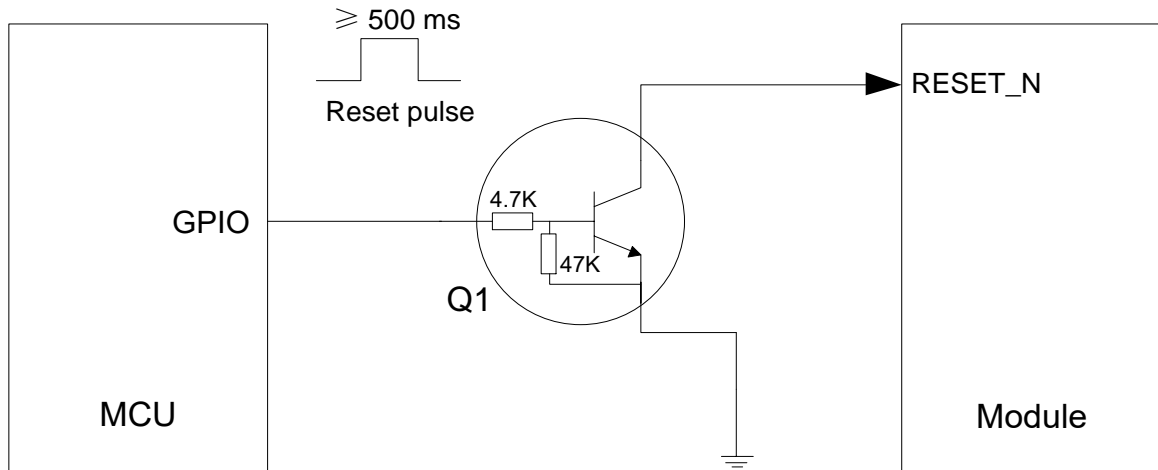 ≥ 500 ms
Reset pulse
RESET_N
4.7K
GPIO
47K
Q1
MCU
Module